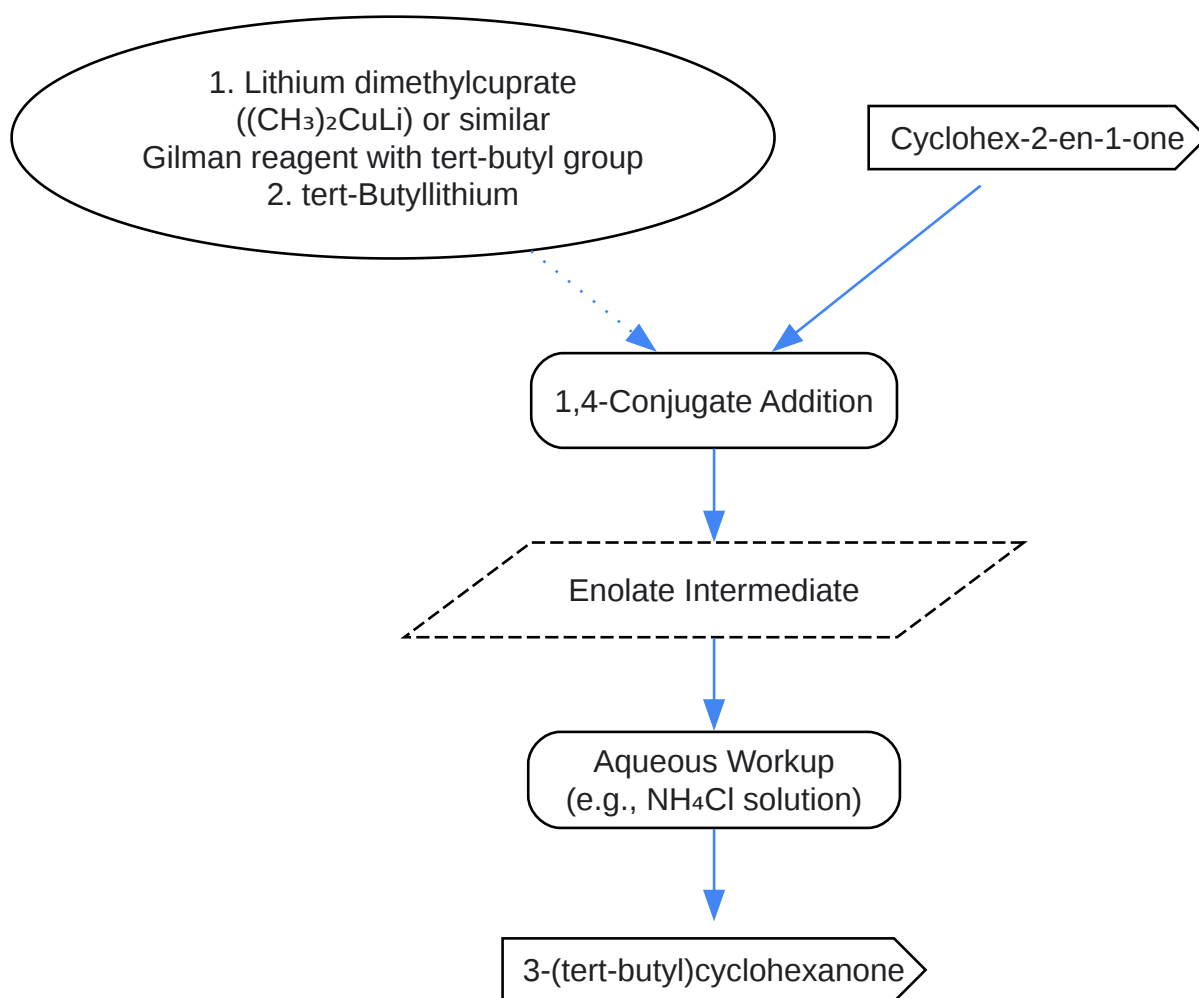 1. Lithium dimethylcuprate
((CH₃)₂CuLi) or similar
Gilman reagent with tert-butyl group
2. tert-Butyllithium
Cyclohex-2-en-1-one
1,4-Conjugate Addition
Enolate Intermediate
Aqueous Workup
(e.g., NH₄Cl solution)
3-(tert-butyl)cyclohexanone